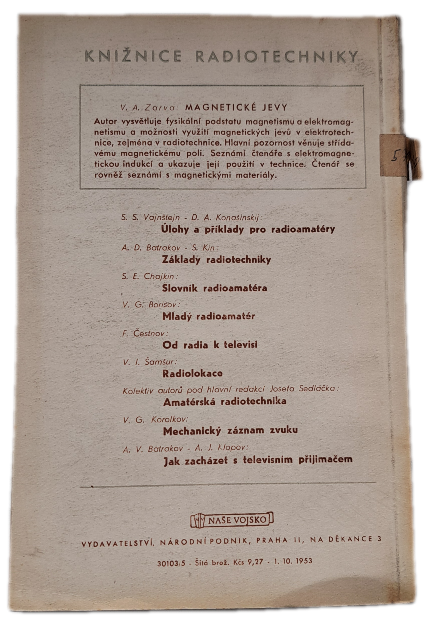 KNIŽNICE RADIOTECHNIKY
V. A. Zarva: MAGNETICKÉ JEVY
Autor vysvětluje fysikální podstatu magnetismu a elektromag-
netismu a možnosti využití magnetických jevů v elektrotech-
nice, zejména v radiotechnice. Hlavní pozornost věnuje střída-
vému magnetickému poli. Seznámí čtenáře s elektromagne-
tickou indukcí a ukazuje její použití v technice. Čtenář se
rovněž seznámí s magnetickými materiály.
S. S. Vajnštejn - D. A. Konašinskij:
Úlohy a příklady pro radioamatéry
A. D. Batrakov - S. Kin:
Základy radiotechniky
S. E. Chajkin:
Slovník radioamatéra
V. G. Borisov:
Mladý radioamatér
F. Čestnov:
Od radia k televisi
V. I. Šamšur:
Radiolokace
Kolektiv autorů pod hlavní redakcí Josefa Sedláčka:
Amatérská radiotechnika
V. G. Korolkov:
Mechanický záznam zvuku
A. V. Batrakov - A. J. Klopov:
Jak zacházet s televisním přijimačem
NAŠE VOJSKO
VYDAVATELSTVÍ, NÁRODNÍ PODNIK, PRAHA II, NA DĚKANCE 3
30103/5 - Šité brož. Kčs 9,27 - 1. 10. 1953
5